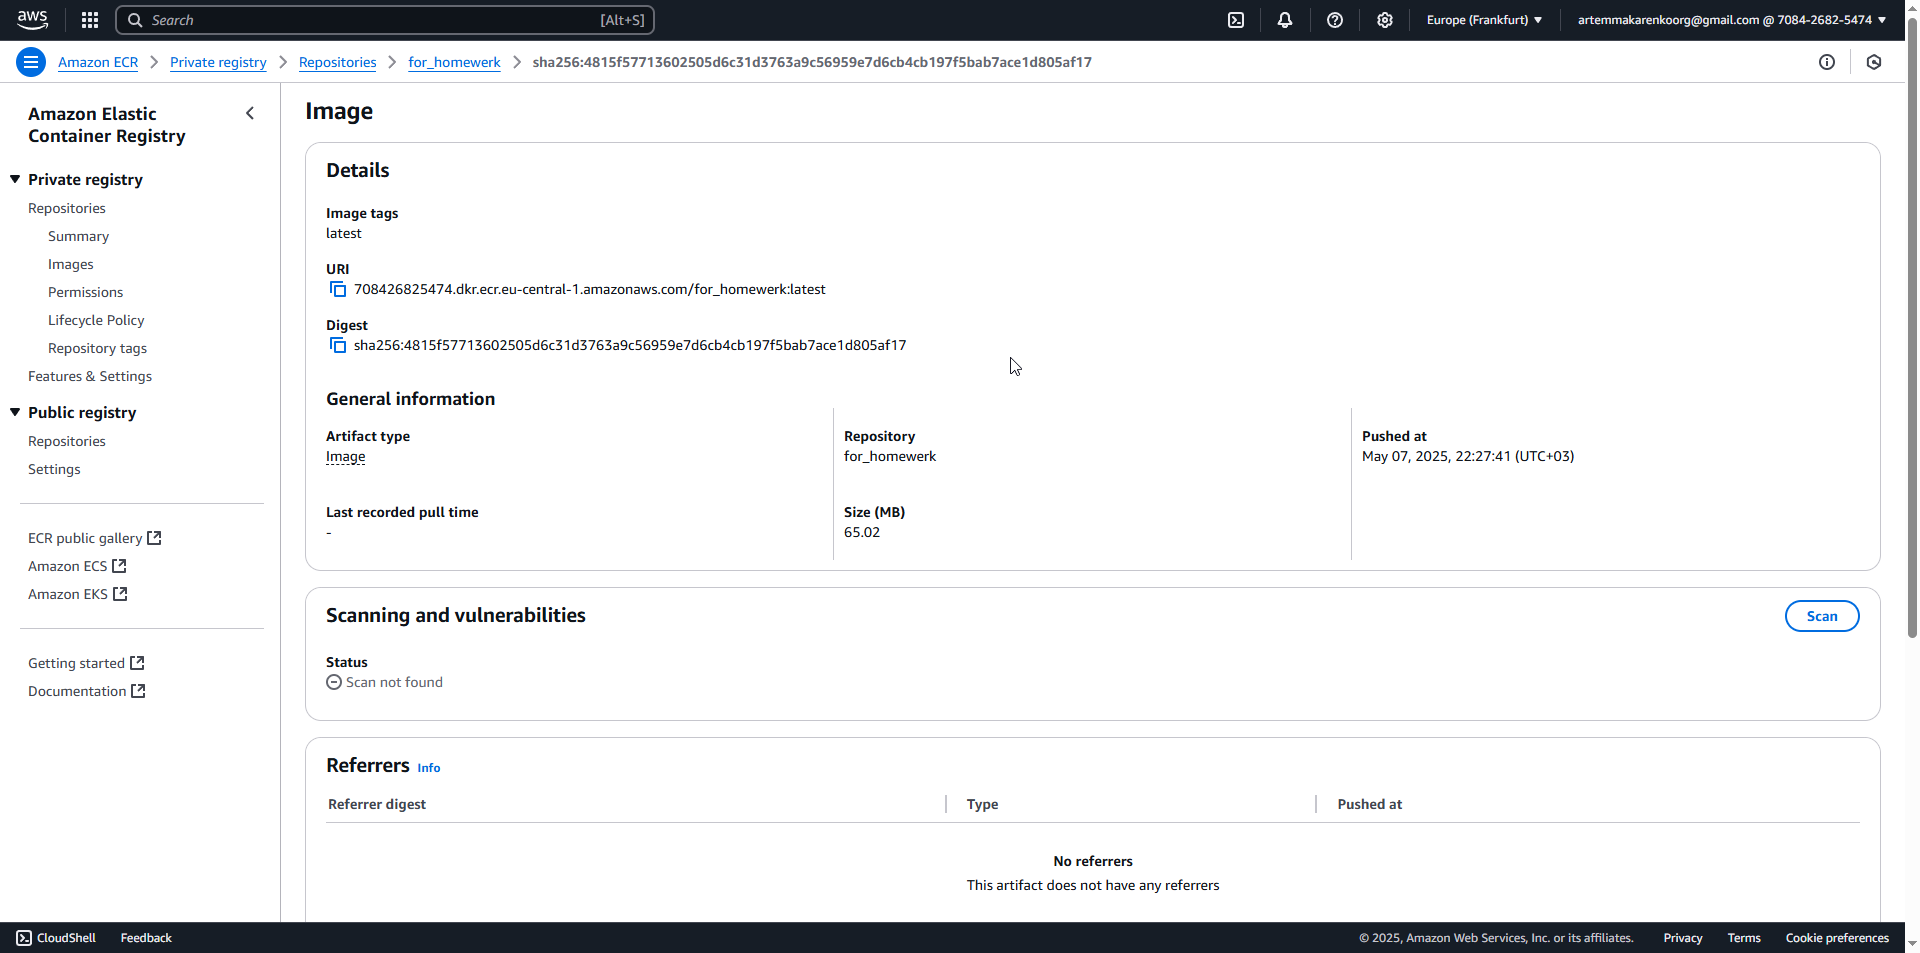 aws
Search [Alt+S]
Europe (Frankfurt)
artemmakarenkoorg@gmail.com @ 7084-2682-5474
Amazon ECR
Private registry
Repositories
for_homewerk
sha256:4815f57713602505d6c31d3763a9c56959e7d6cb4cb197f5bab7ace1d805af17
Amazon Elastic
Container Registry
Private registry
Repositories
Summary
Images
Permissions
Lifecycle Policy
Repository tags
Features & Settings
Public registry
Repositories
Settings
ECR public gallery
Amazon ECS
Amazon EKS
Getting started
Documentation
Image
Details
Image tags
latest
URI
708426825474.dkr.ecr.eu-central-1.amazonaws.com/for_homewerk:latest
Digest
sha256:4815f57713602505d6c31d3763a9c56959e7d6cb4cb197f5bab7ace1d805af17
General information
Artifact type
Image
Repository
for_homewerk
Pushed at
May 07, 2025, 22:27:41 (UTC+03)
Last recorded pull time
-
Size (MB)
65.02
Scanning and vulnerabilities
Scan
Status
Scan not found
Referrers Info
Referrer digest
Type
Pushed at
No referrers
This artifact does not have any referrers
CloudShell
Feedback
© 2025, Amazon Web Services, Inc. or its affiliates.
Privacy
Terms
Cookie preferences